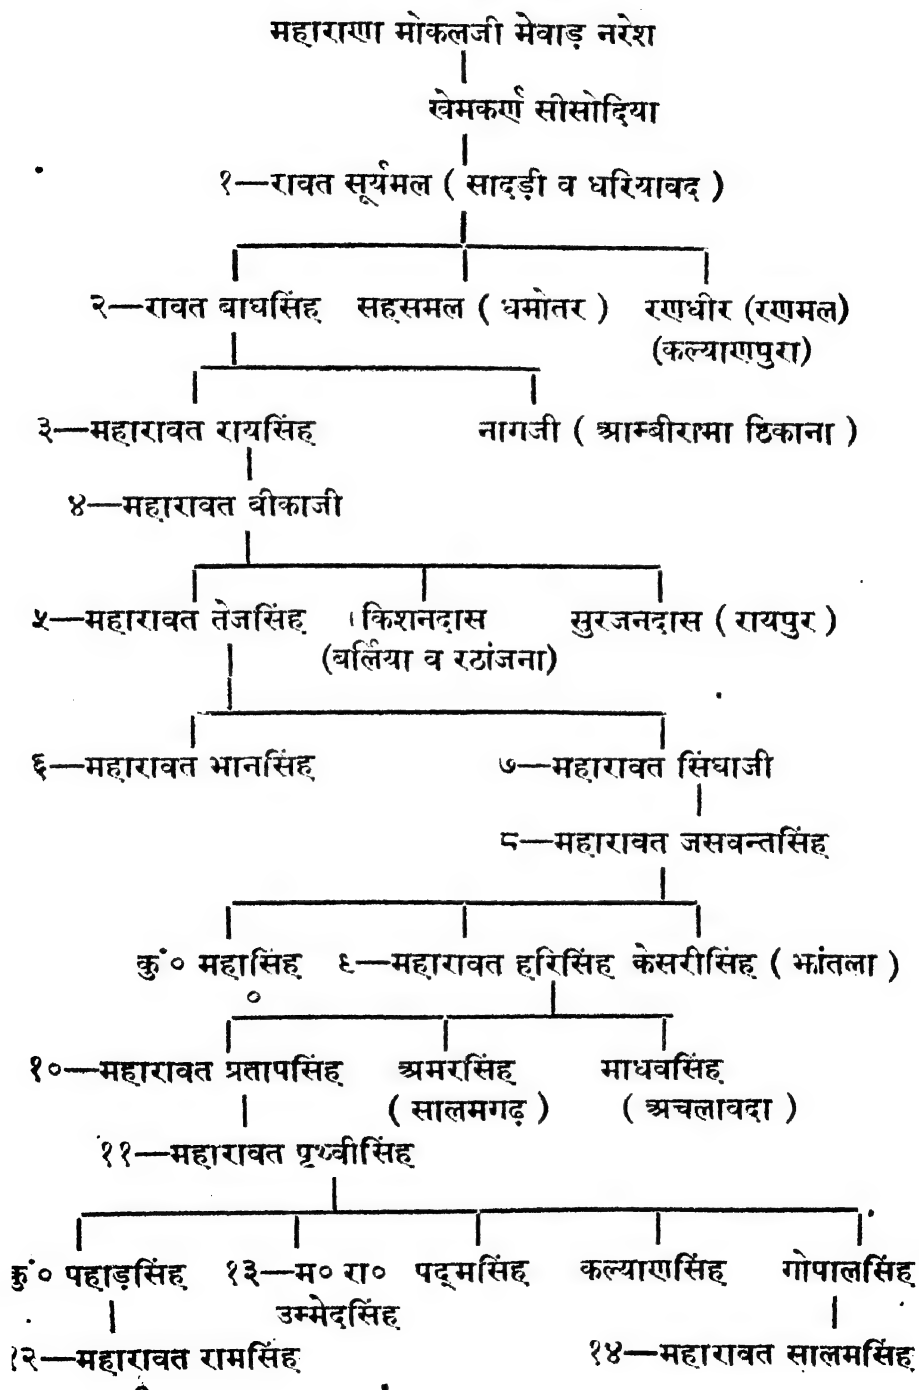 महाराणा मोकलजी मेवाड़ नरेश
खेमकर्ण सीसोदिया
१—रावत सूर्यमल ( सादड़ी व धरियावद )
२—रावत बाघसिंह सहसमल ( धमोतर ) रणधीर (रणमल)
(कल्याणपुरा)
३—महारावत रायसिंह नागजी ( आम्बीरामा ठिकाना )
४—महारावत बीकाजी
५—महारावत तेजसिंह किशनदास सुरजनदास ( रायपुर )
(बर्लिया व रठांजना)
६—महारावत भानसिंह ७—महारावत सिंघाजी
८—महारावत जसवन्तसिंह
कुँ० महासिंह ९—महारावत हरिसिंह केसरीसिंह ( झांतला )
१०—महारावत प्रतापसिंह अमरसिंह माधवसिंह
( सालमगढ़ ) ( अचलावदा )
११—महारावत पृथ्वीसिंह
कुँ० पहाड़सिंह १३—म० रा० पद्मसिंह कल्याणसिंह गोपालसिंह
उम्मेदसिंह
१२—महारावत रामसिंह १४—महारावत सालमसिंह